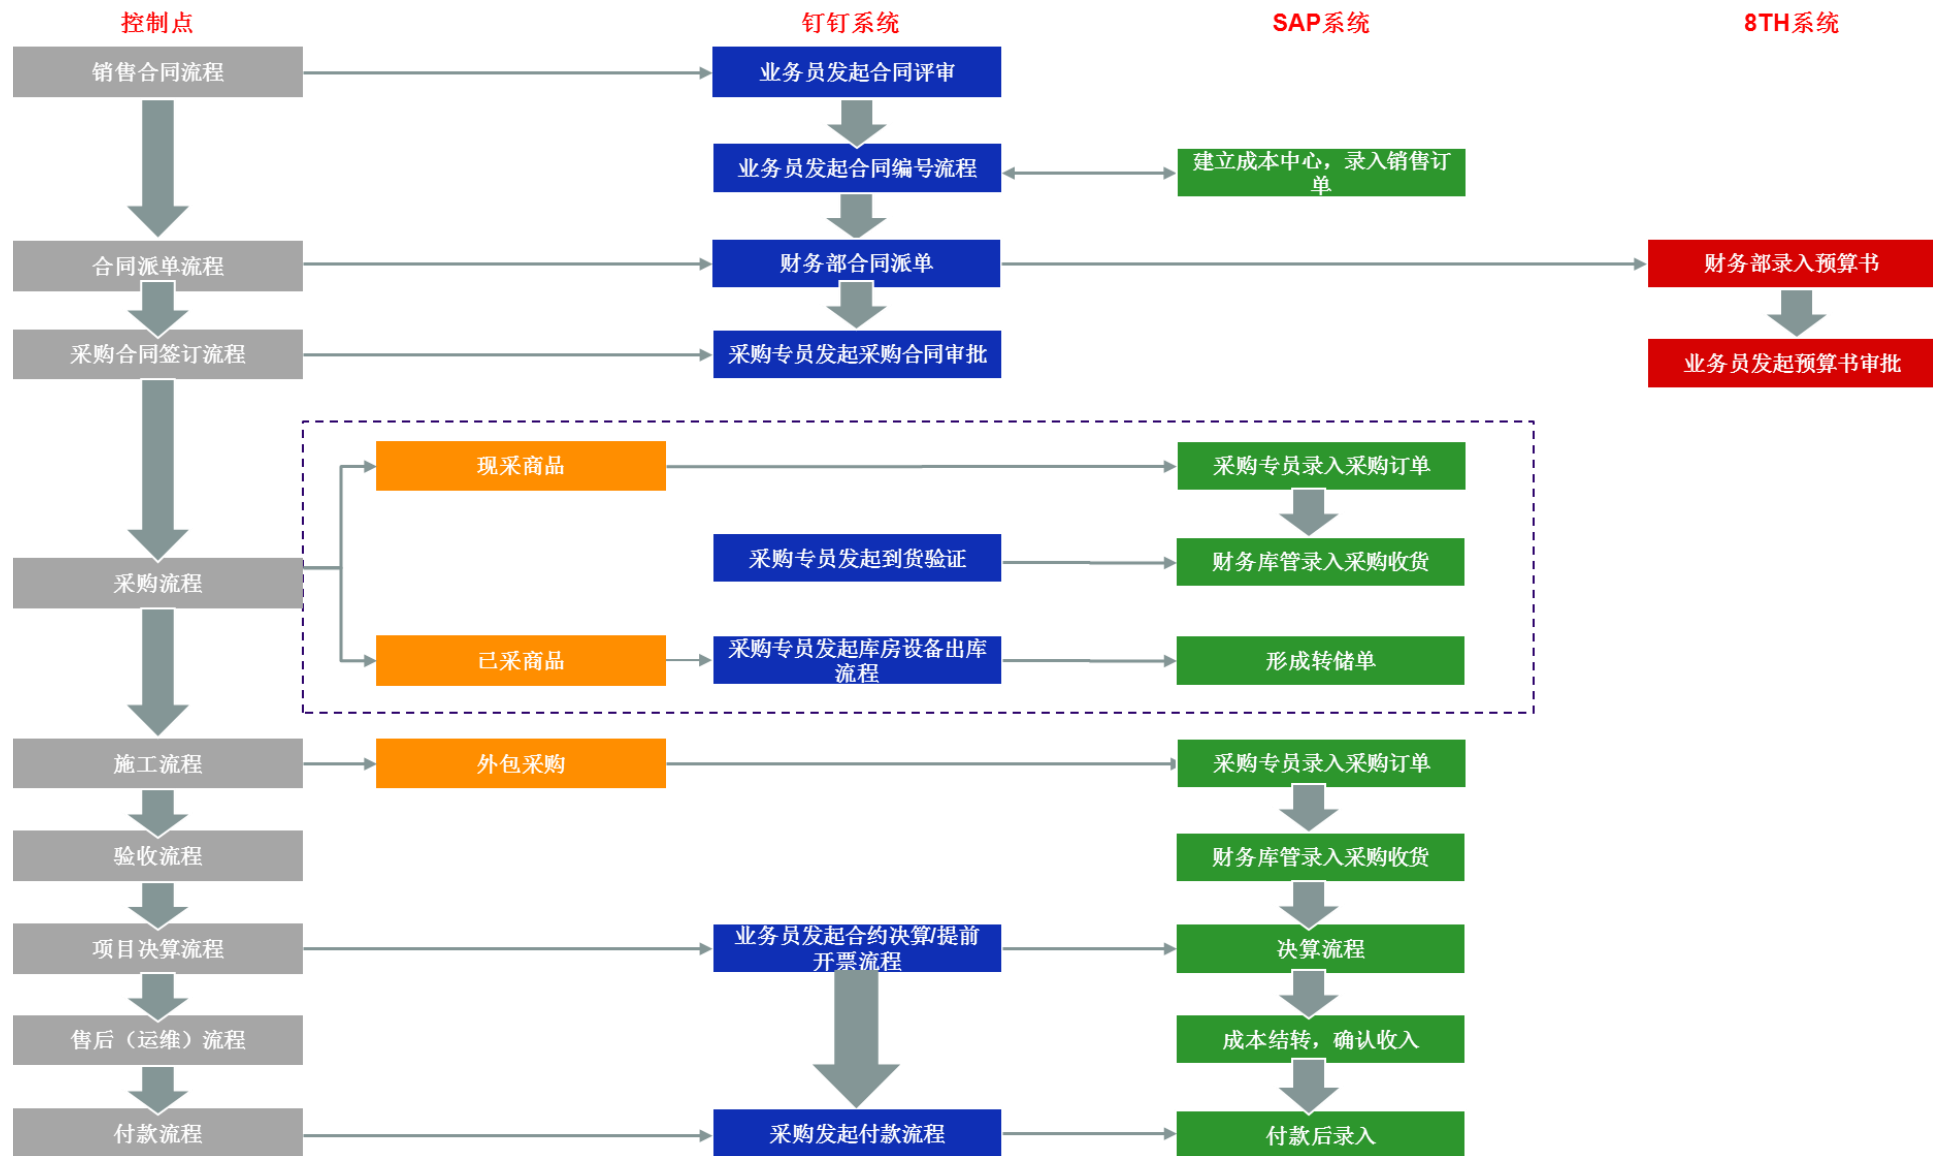 控制点
钉钉系统
SAP系统
8TH系统
销售合同流程
业务员发起合同评审
业务员发起合同编号流程
建立成本中心，录入销售订
单
合同派单流程
财务部合同派单
财务部录入预算书
采购合同签订流程
采购专员发起采购合同审批
业务员发起预算书审批
现采商品
采购专员录入采购订单
采购流程
采购专员发起到货验证
财务库管录入采购收货
已采商品
采购专员发起库房设备出库
流程
形成转储单
施工流程
外包采购
采购专员录入采购订单
验收流程
财务库管录入采购收货
项目决算流程
业务员发起合约决算/提前
开票流程
决算流程
售后（运维）流程
成本结转，确认收入
付款流程
采购发起付款流程
付款后录入